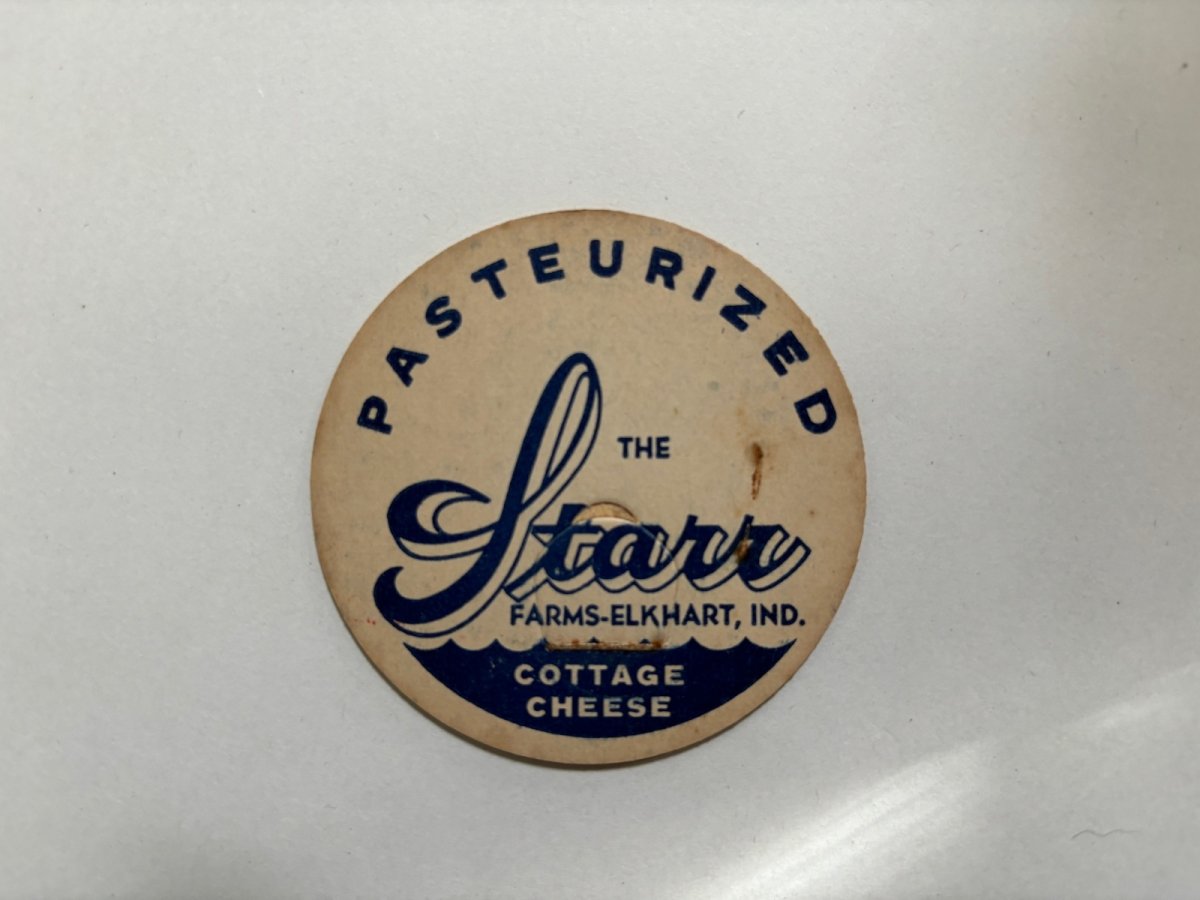 PASTEURIZED
THE
Starr
FARMS-ELKHART, IND.
COTTAGE
CHEESE